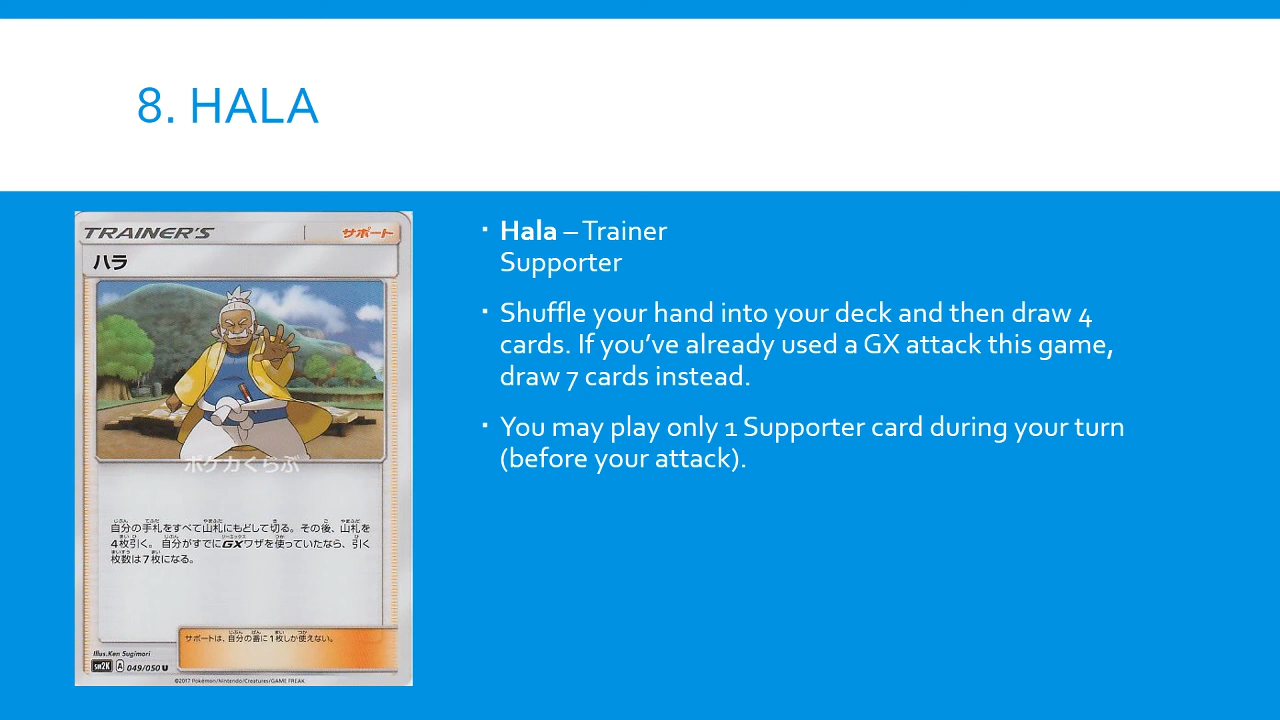 8. HALA
TRAINER'S
サポート
ハラ
ポケカくらぶ
自分の手札をすべて山札にもどして切る。その後、山札を
4枚引く。自分がすでにGXワザを使っていたなら、引く
枚数は7枚になる。
サポートは、自分の番に1枚しか使えない。
Illus.Ken Sugimori
SM2K A 049/050 U
©2017 Pokémon/Nintendo/Creatures/GAME FREAK.
▪ Hala – Trainer
Supporter
▪ Shuffle your hand into your deck and then draw 4
cards. If you’ve already used a GX attack this game,
draw 7 cards instead.
▪ You may play only 1 Supporter card during your turn
(before your attack).